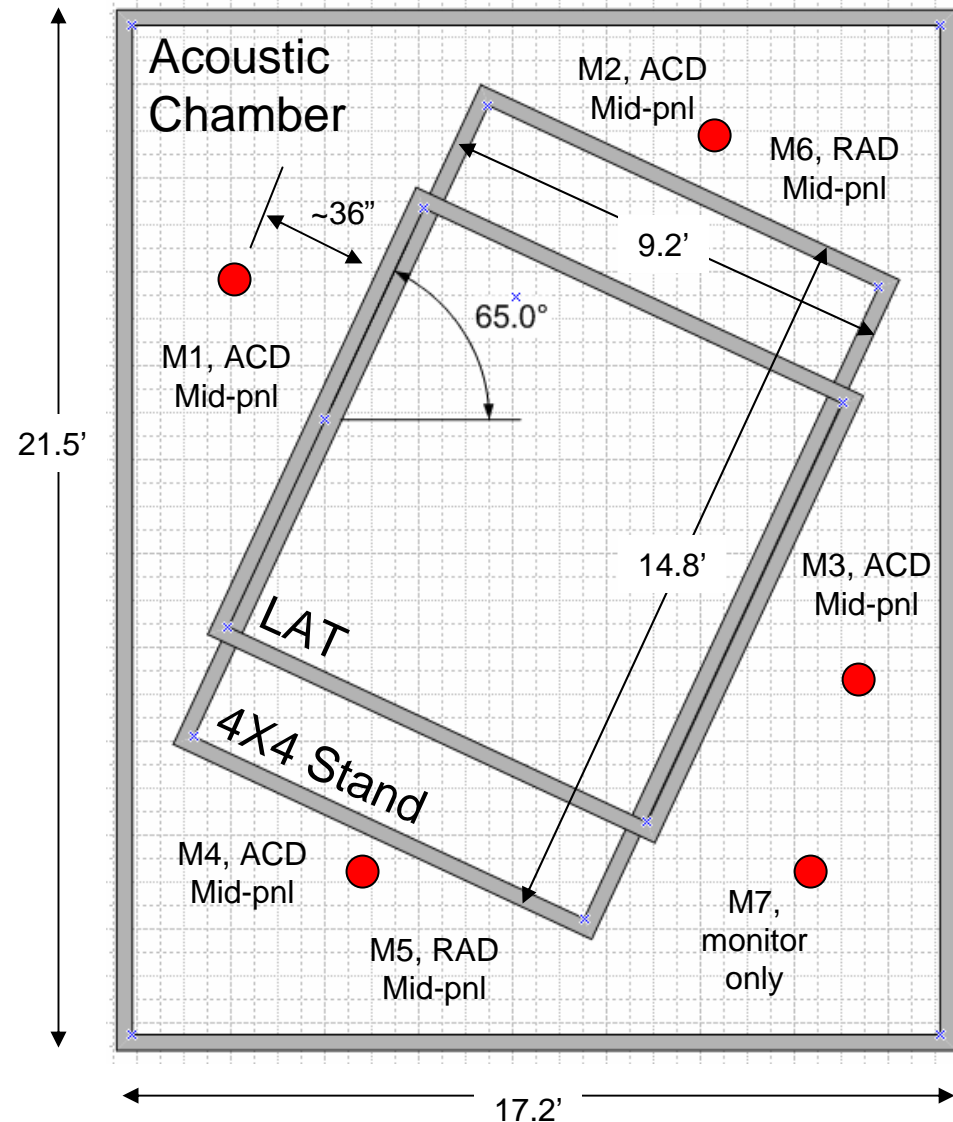 Acoustic
Chamber
M2, ACD
Mid-pnl
M6, RAD
Mid-pnl
~36”
9.2’
65.0°
M1, ACD
Mid-pnl
21.5’
14.8’
M3, ACD
Mid-pnl
LAT
4X4 Stand
M4, ACD
Mid-pnl
M7,
monitor
only
M5, RAD
Mid-pnl
17.2’